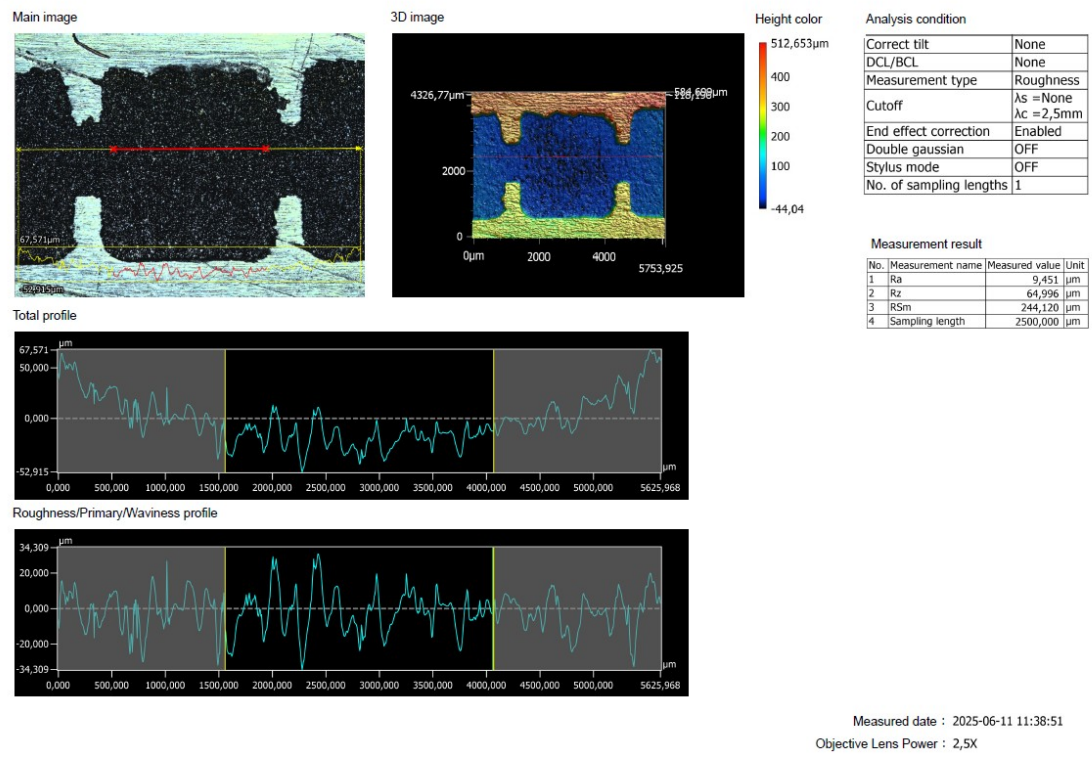 Main image
3D image
Height color
Analysis condition
67,571µm
52,915µm
4326,77µm
2000
0
0µm
2000
4000
5753,925
512,653µm
400
300
200
100
-44,04
Correct tilt None
DCL/BCL None
Measurement type Roughness
Cutoff λs =None
λc =2,5mm
End effect correction Enabled
Double gaussian OFF
Stylus mode OFF
No. of sampling lengths 1
Measurement result
No. Measurement name Measured value Unit
1 Ra 9,451 µm
2 Rz 64,996 µm
3 RSm 244,120 µm
4 Sampling length 2500,000 µm
Total profile
µm
67,571
50,000
0,000
-52,915
µm
0,000 500,000 1000,000 1500,000 2000,000 2500,000 3000,000 3500,000 4000,000 4500,000 5000,000 5625,968
Roughness/Primary/Waviness profile
µm
34,309
20,000
0,000
-20,000
-34,309
µm
0,000 500,000 1000,000 1500,000 2000,000 2500,000 3000,000 3500,000 4000,000 4500,000 5000,000 5625,968
Measured date : 2025-06-11 11:38:51
Objective Lens Power : 2,5X